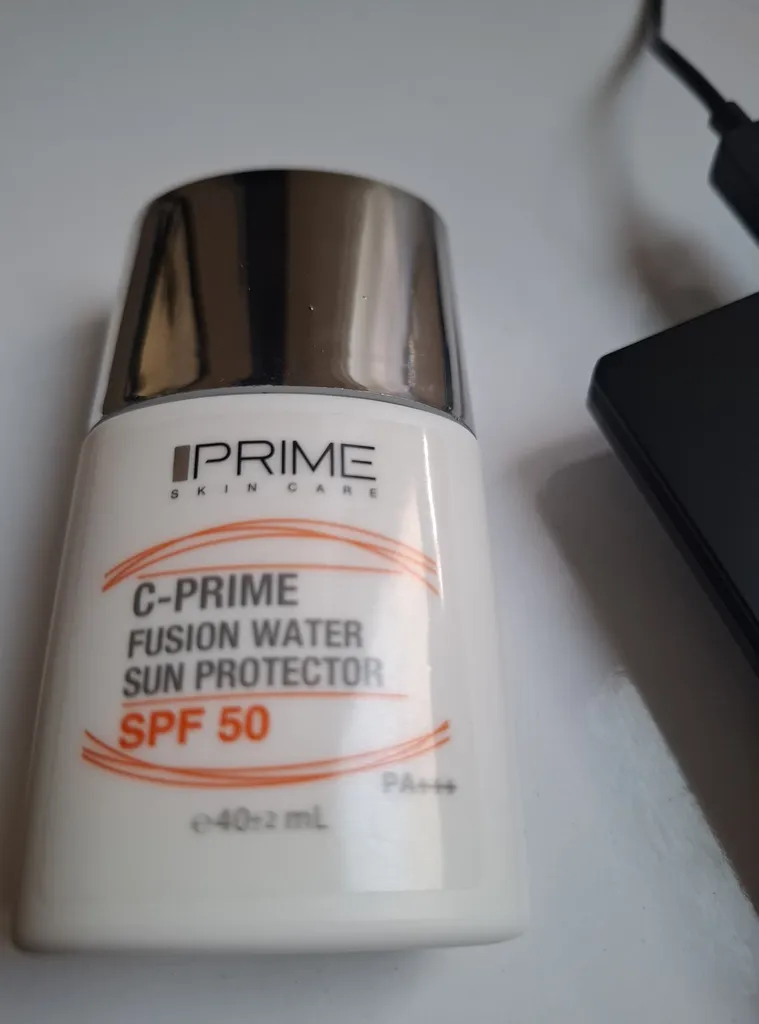 PRIME
SKIN CARE
C-PRIME
FUSION WATER
SUN PROTECTOR
SPF 50
PA+++
℮40±2 mL